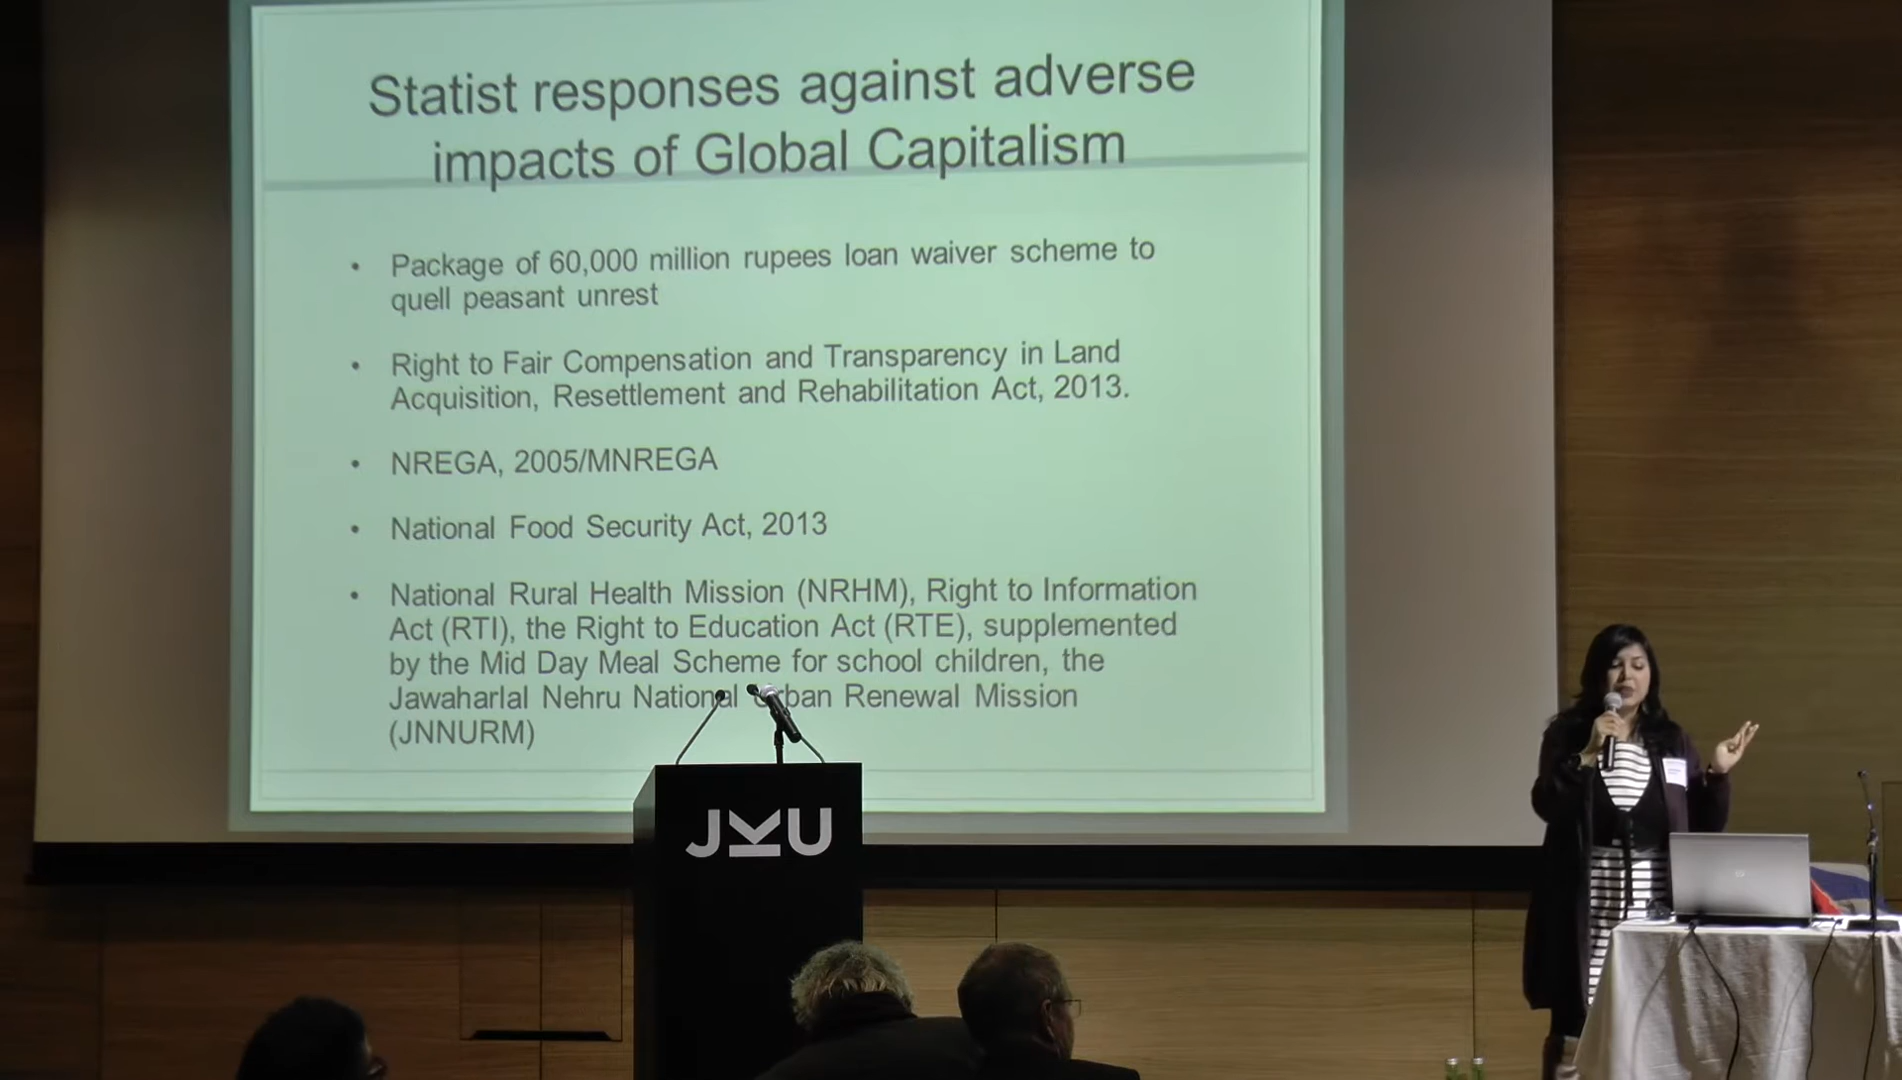 Statist responses against adverse
impacts of Global Capitalism
• Package of 60,000 million rupees loan waiver scheme to
quell peasant unrest
• Right to Fair Compensation and Transparency in Land
Acquisition, Resettlement and Rehabilitation Act, 2013.
• NREGA, 2005/MNREGA
• National Food Security Act, 2013
• National Rural Health Mission (NRHM), Right to Information
Act (RTI), the Right to Education Act (RTE), supplemented
by the Mid Day Meal Scheme for school children, the
Jawaharlal Nehru National Urban Renewal Mission
(JNNURM)
JKU